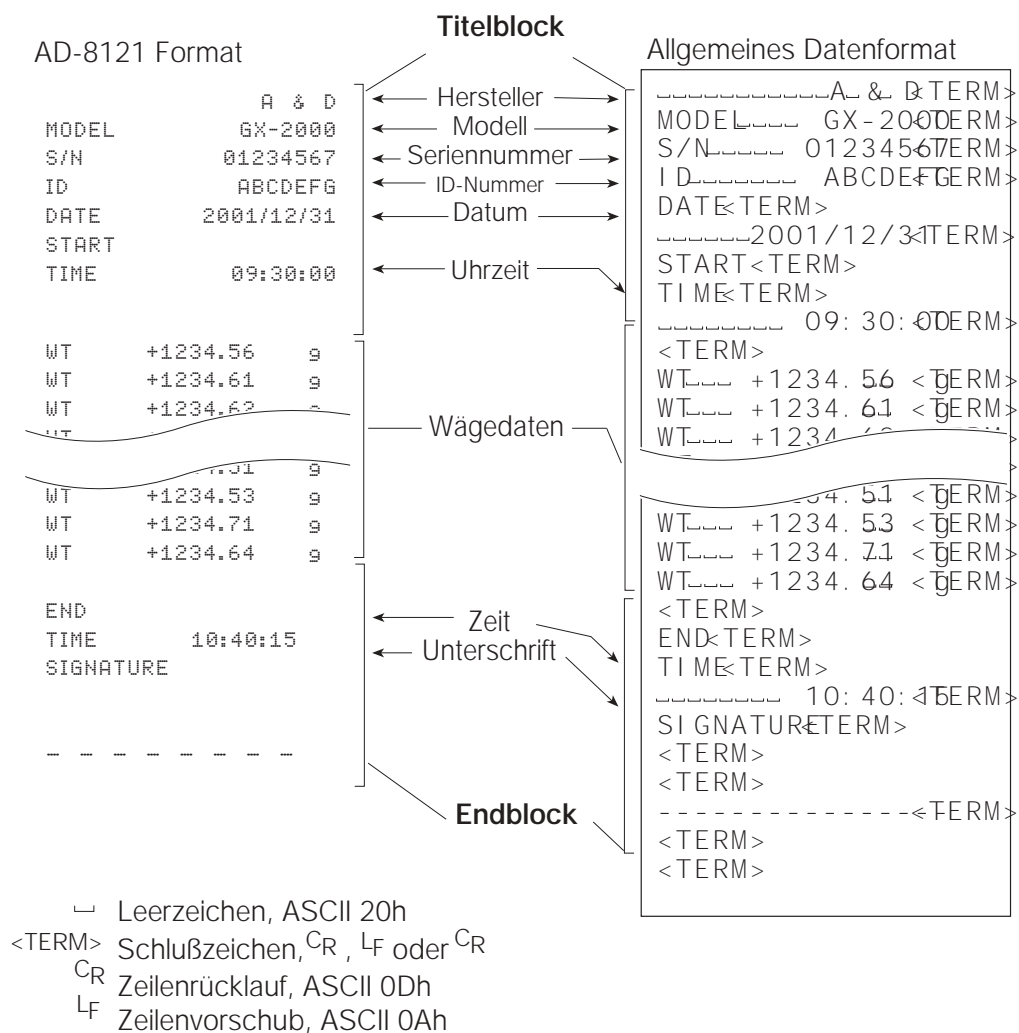 Titelblock
AD-8121 Format
A & D
MODEL GX-2000
S/N 01234567
ID ABCDEFG
DATE 2001/12/31
START
TIME 09:30:00
WT +1234.56 g
WT +1234.61 g
WT
WT +1234.53 g
WT +1234.71 g
WT +1234.64 g
END
TIME 10:40:15
SIGNATURE
_ _ _ _ _ _ _ _
Hersteller
Modell
Seriennummer
ID-Nummer
Datum
Uhrzeit
Wägedaten
Zeit
Unterschrift
Endblock
Allgemeines Datenformat
␣␣␣␣␣␣␣␣␣␣␣A␣&␣D<TERM>
MODEL␣␣␣␣ GX-2000<TERM>
S/N␣␣␣␣␣ 01234567<TERM>
ID␣␣␣␣␣␣␣ ABCDEFG<TERM>
DATE<TERM>
␣␣␣␣␣␣2001/12/31<TERM>
START<TERM>
TIME<TERM>
␣␣␣␣␣␣␣␣ 09:30:00<TERM>
<TERM>
WT␣␣␣ +1234.56␣␣g<TERM>
WT␣␣␣ +1234.61␣␣g<TERM>
WT␣␣␣
51␣␣g<TERM>
WT␣␣␣ +1234.53␣␣g<TERM>
WT␣␣␣ +1234.71␣␣g<TERM>
WT␣␣␣ +1234.64␣␣g<TERM>
<TERM>
END<TERM>
TIME<TERM>
␣␣␣␣␣␣␣␣ 10:40:15<TERM>
SIGNATURE<TERM>
<TERM>
<TERM>
---------------<TERM>
<TERM>
<TERM>
␣ Leerzeichen, ASCII 20h
<TERM> Schlußzeichen, CR , LF oder CR
CR Zeilenrücklauf, ASCII 0Dh
LF Zeilenvorschub, ASCII 0Ah